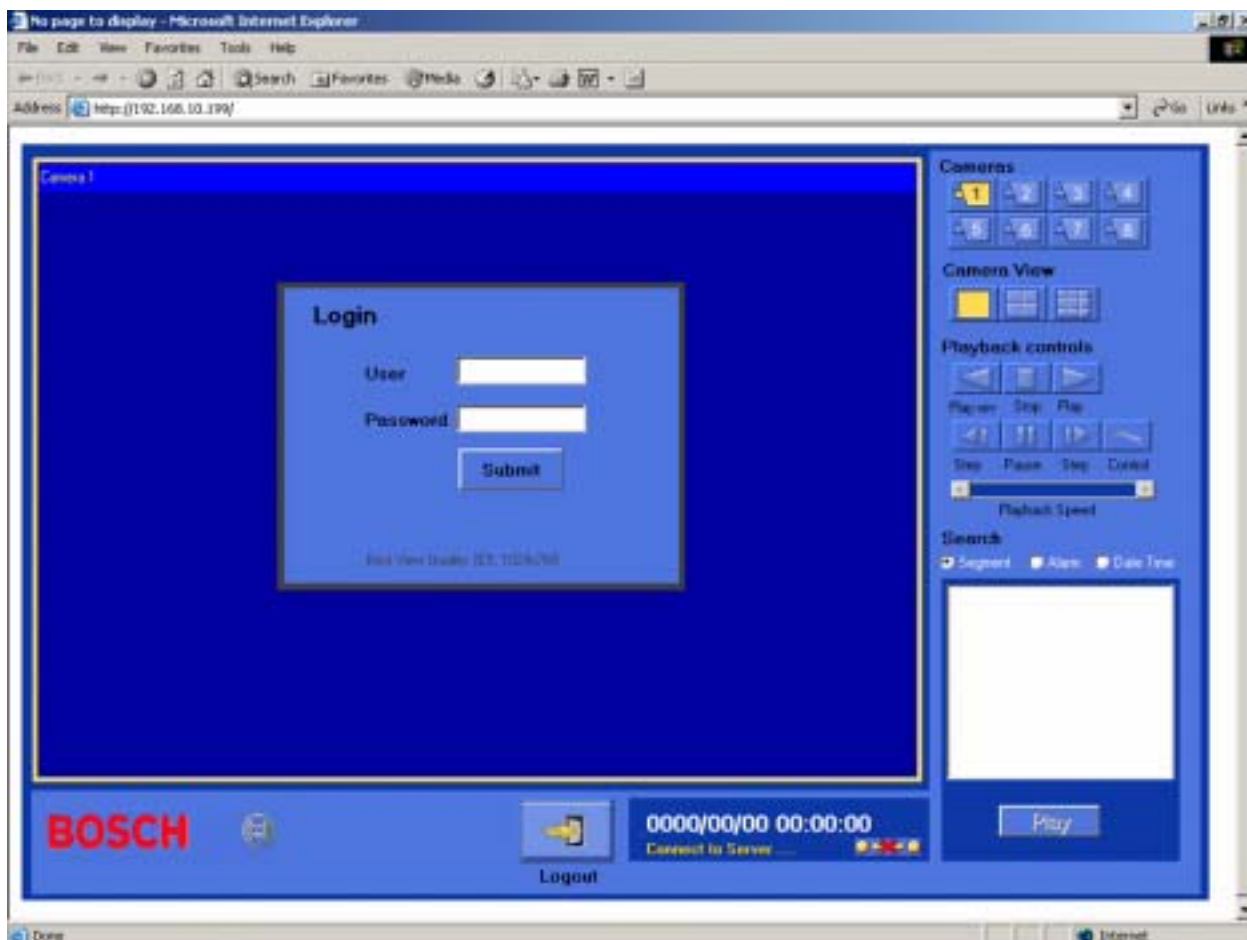 No page to display - Microsoft Internet Explorer
File Edit View Favorites Tools Help
Search Favorites Media
Address http://192.168.10.199/ Go Links
Camera 1
Login
User
Password
Submit
Cameras
1 2 3 4
5 6 7 8
Camera View
Playback controls
Play rev Stop Play
Step Pause Step Control
Playback Speed
Search
Segment Alarm Date Time
Play
BOSCH
Logout
0000/00/00 00:00:00
Connect to Server ...
Done
Internet